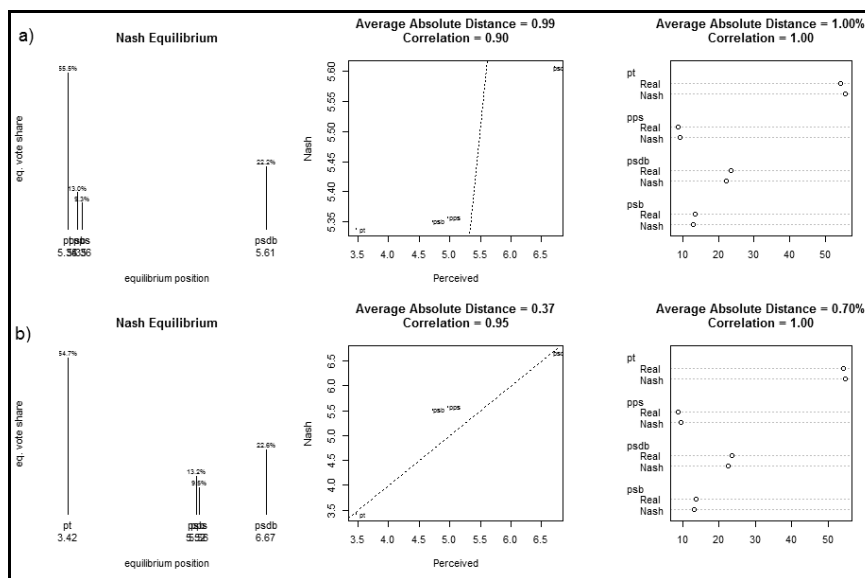 a)
Nash Equilibrium
eq. vote share
55.5%
13.0%
9.3%
22.2%
pt
psdb
5.61
equilibrium position
Average Absolute Distance = 0.99
Correlation = 0.90
Nash
5.60
5.55
5.50
5.45
5.40
5.35
psd
*psb *pps
* pt
3.5 4.0 4.5 5.0 5.5 6.0 6.5
Perceived
Average Absolute Distance = 1.00%
Correlation = 1.00
pt
Real
Nash
pps
Real
Nash
psdb
Real
Nash
psb
Real
Nash
10 20 30 40 50
b)
Nash Equilibrium
eq. vote share
54.7%
13.2%
9.5%
22.6%
pt
psdb
3.42
6.67
equilibrium position
Average Absolute Distance = 0.37
Correlation = 0.95
Nash
6.5
6.0
5.5
5.0
4.5
4.0
3.5
psd
*psb *pps
* pt
3.5 4.0 4.5 5.0 5.5 6.0 6.5
Perceived
Average Absolute Distance = 0.70%
Correlation = 1.00
pt
Real
Nash
pps
Real
Nash
psdb
Real
Nash
psb
Real
Nash
10 20 30 40 50